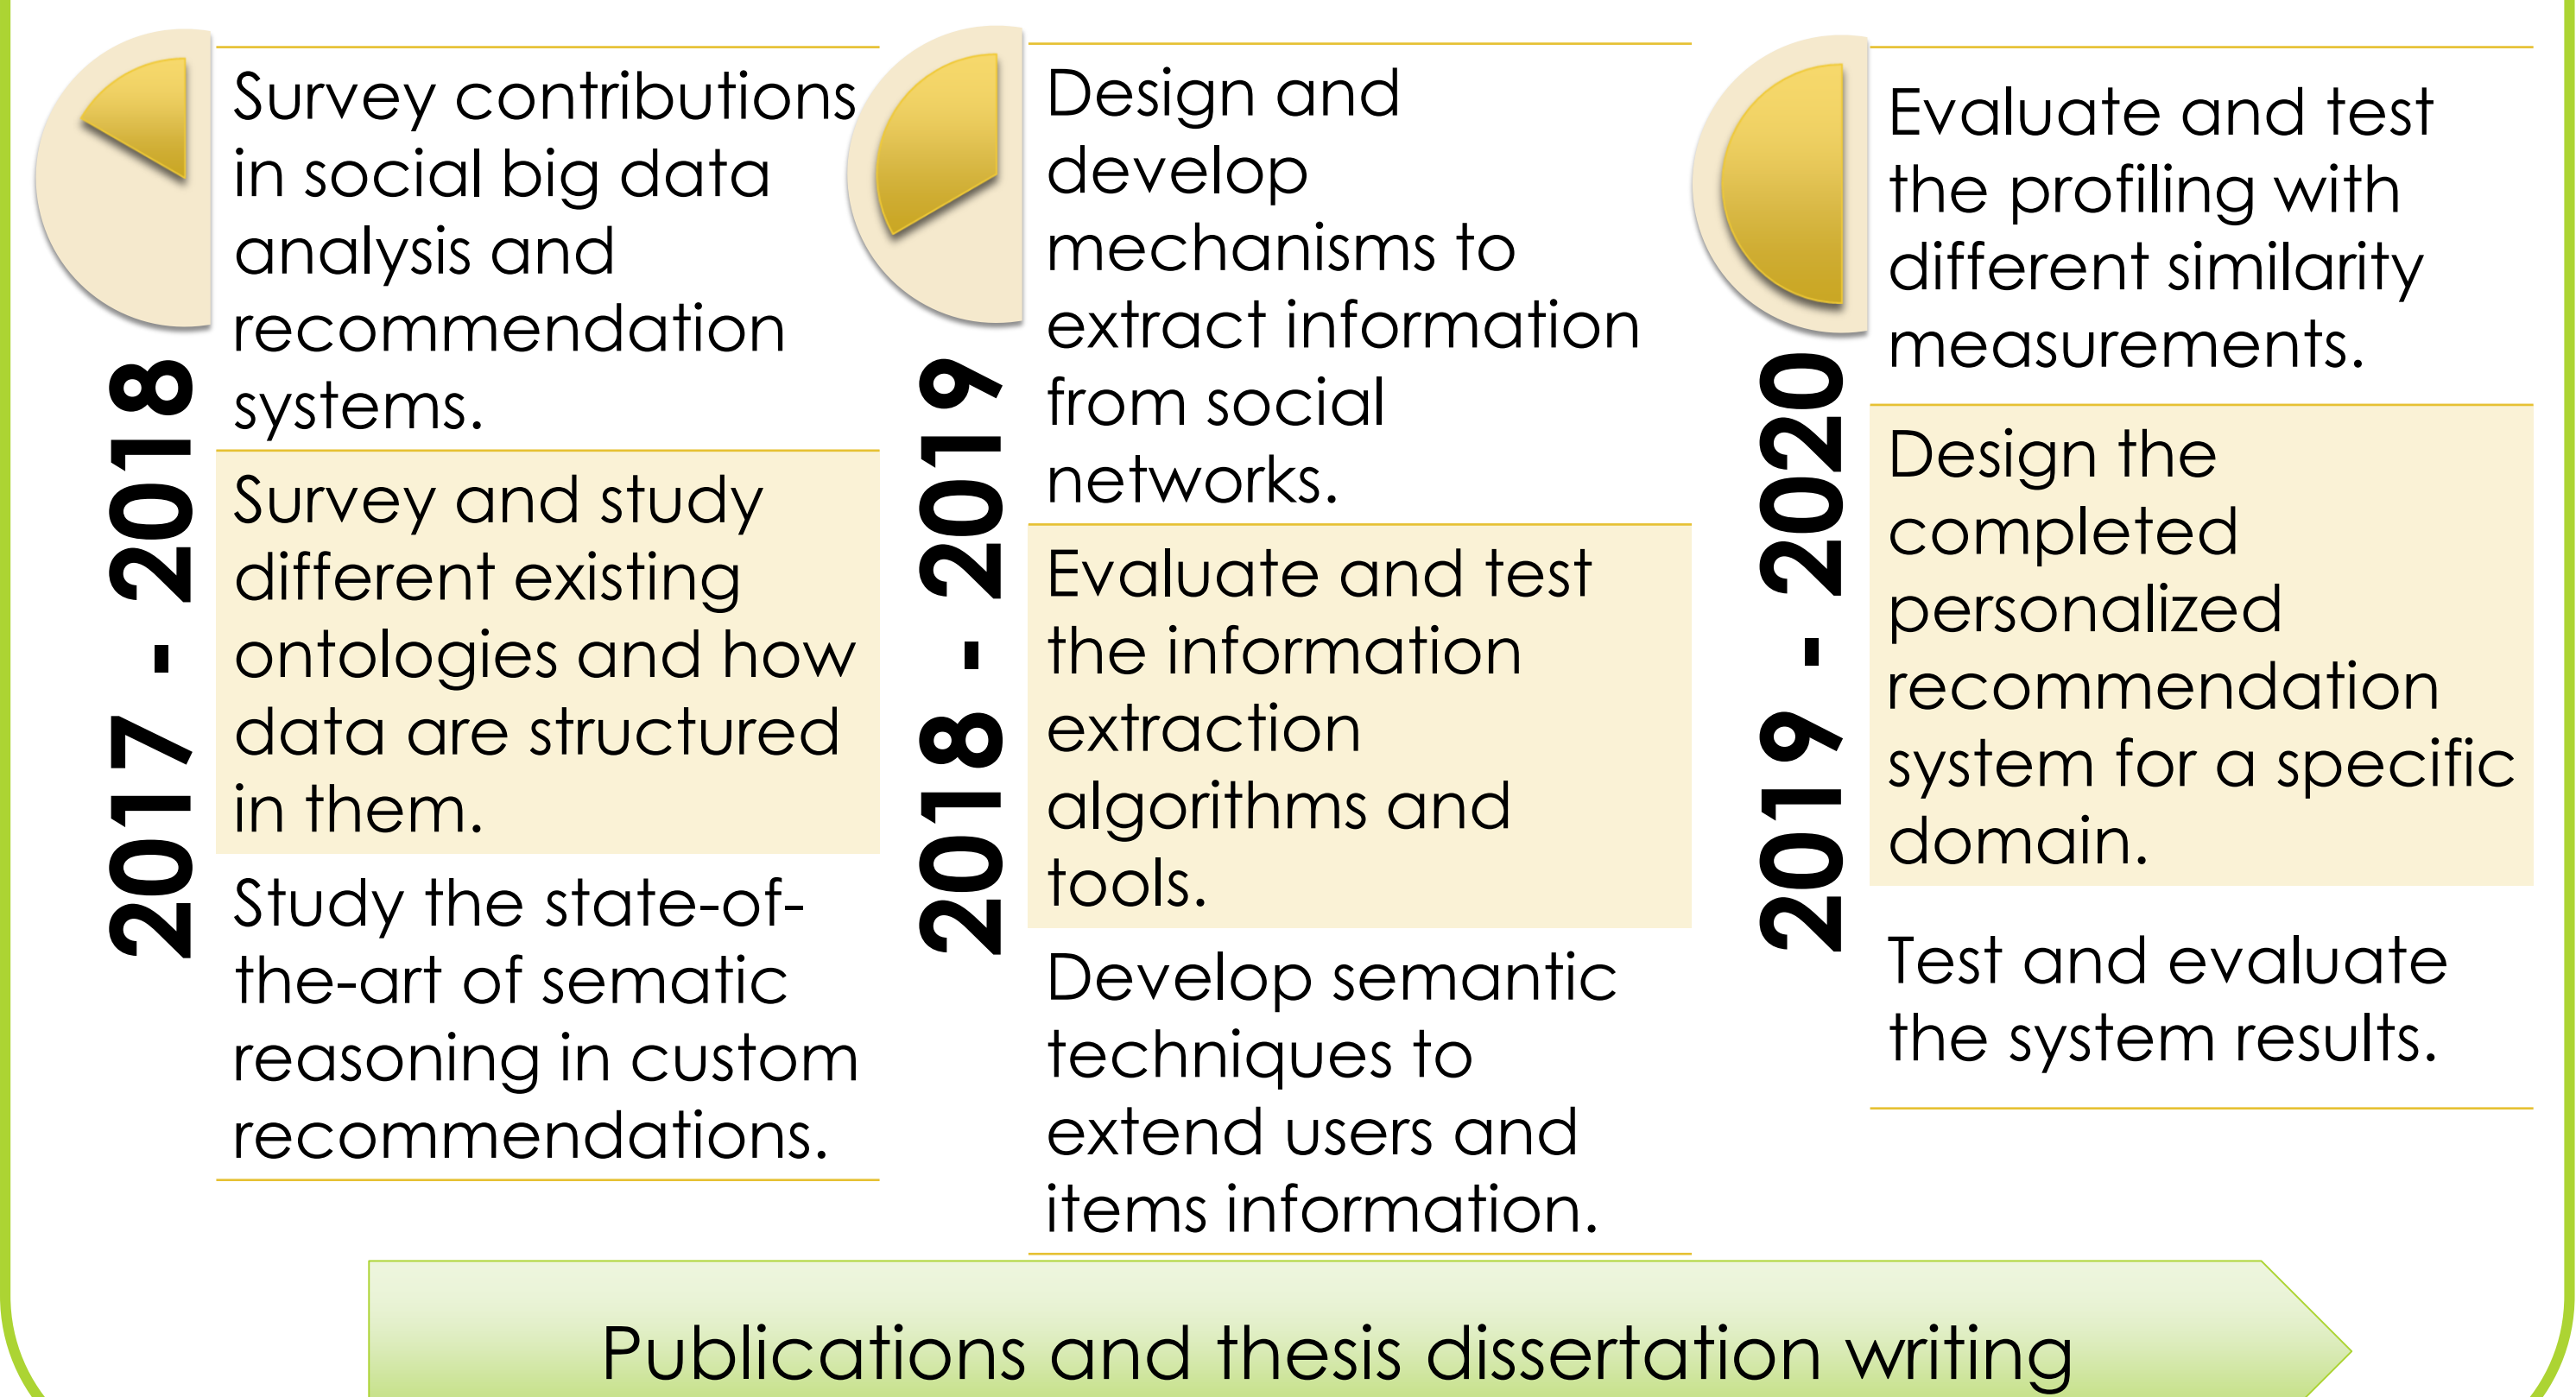 2017 - 2018
Survey contributions
in social big data
analysis and
recommendation
systems.
Survey and study
different existing
ontologies and how
data are structured
in them.
Study the state-of-
the-art of sematic
reasoning in custom
recommendations.
2018 - 2019
Design and
develop
mechanisms to
extract information
from social
networks.
Evaluate and test
the information
extraction
algorithms and
tools.
Develop semantic
techniques to
extend users and
items information.
2019 - 2020
Evaluate and test
the profiling with
different similarity
measurements.
Design the
completed
personalized
recommendation
system for a specific
domain.
Test and evaluate
the system results.
Publications and thesis dissertation writing